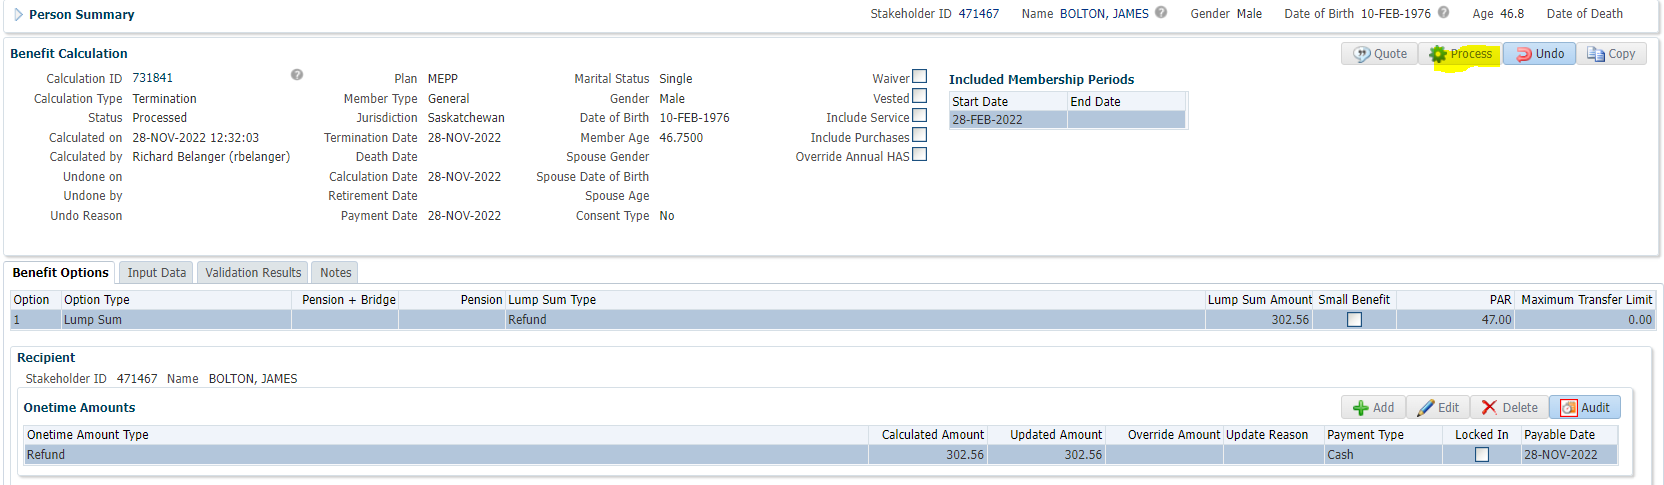 Person Summary Stakeholder ID 471467 Name BOLTON, JAMES Gender Male Date of Birth 10-FEB-1976 Age 46.8 Date of Death
Benefit Calculation Quote Process Undo Copy
Calculation ID 731841 Plan MEPP Marital Status Single Waiver Included Membership Periods
Calculation Type Termination Member Type General Gender Male Vested Start Date End Date
Status Processed Jurisdiction Saskatchewan Date of Birth 10-FEB-1976 Include Service 28-FEB-2022
Calculated on 28-NOV-2022 12:32:03 Termination Date 28-NOV-2022 Member Age 46.7500 Include Purchases
Calculated by Richard Belanger (rbelanger) Death Date Spouse Gender Override Annual HAS
Undone on Calculation Date 28-NOV-2022 Spouse Date of Birth
Undone by Retirement Date Spouse Age
Undo Reason Payment Date 28-NOV-2022 Consent Type No
Benefit Options Input Data Validation Results Notes
Option Option Type Pension + Bridge Pension Lump Sum Type Lump Sum Amount Small Benefit PAR Maximum Transfer Limit
1 Lump Sum Refund 302.56 47.00 0.00
Recipient
Stakeholder ID 471467 Name BOLTON, JAMES
Onetime Amounts Add Edit Delete Audit
Onetime Amount Type Calculated Amount Updated Amount Override Amount Update Reason Payment Type Locked In Payable Date
Refund 302.56 302.56 Cash 28-NOV-2022